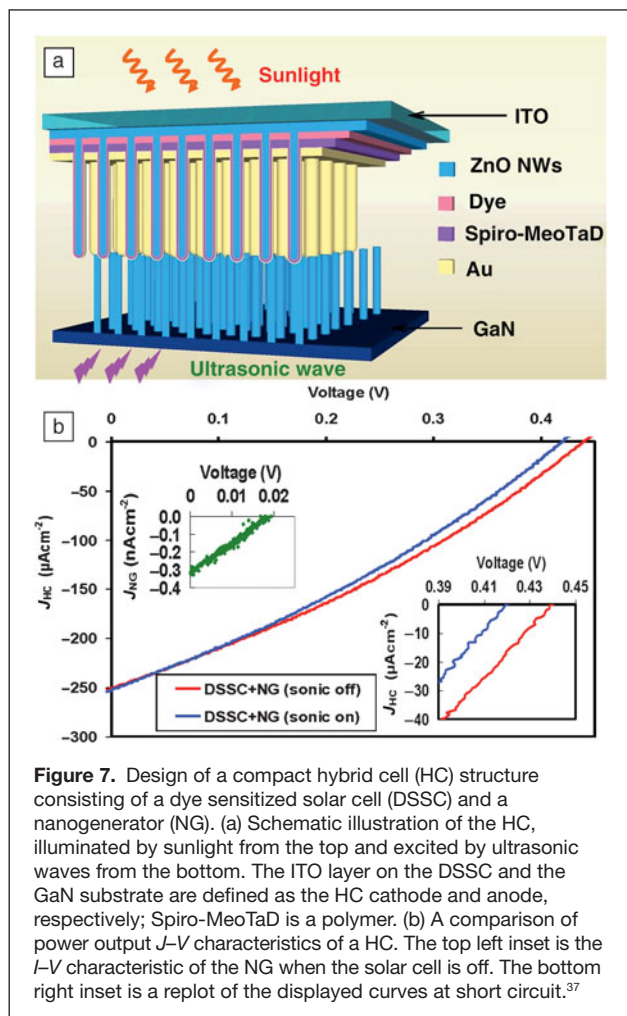 a
Sunlight
ITO
ZnO NWs
Dye
Spiro-MeoTaD
Au
GaN
Ultrasonic wave
Voltage (V)
b
0 0.1 0.2 0.3 0.4
0
−50
−100
−150
−200
−250
−300
J_HC (µAcm⁻²)
Voltage (V)
0 0.01 0.02
0.0
−0.1
−0.2
−0.3
−0.4
J_NG (nAcm⁻²)
Voltage (V)
0.39 0.41 0.43 0.45
0
−10
−20
−30
−40
J_HC (µAcm⁻²)
DSSC+NG (sonic off)
DSSC+NG (sonic on)
Figure 7. Design of a compact hybrid cell (HC) structure
consisting of a dye sensitized solar cell (DSSC) and a
nanogenerator (NG). (a) Schematic illustration of the HC,
illuminated by sunlight from the top and excited by ultrasonic
waves from the bottom. The ITO layer on the DSSC and the
GaN substrate are defined as the HC cathode and anode,
respectively; Spiro-MeoTaD is a polymer. (b) A comparison of
power output J–V characteristics of a HC. The top left inset is the
I–V characteristic of the NG when the solar cell is off. The bottom
right inset is a replot of the displayed curves at short circuit.³⁷